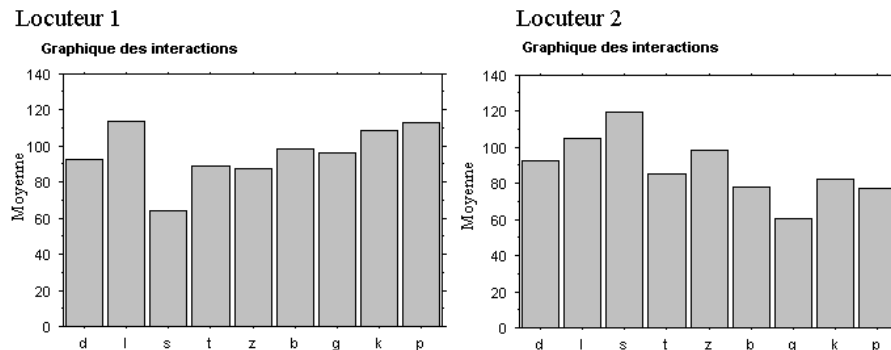 Locuteur 1
Graphique des interactions
140
120
100
80
60
40
20
0
Moyenne
d l s t z b g k p
Locuteur 2
Graphique des interactions
140
120
100
80
60
40
20
0
Moyenne
d l s t z b g k p